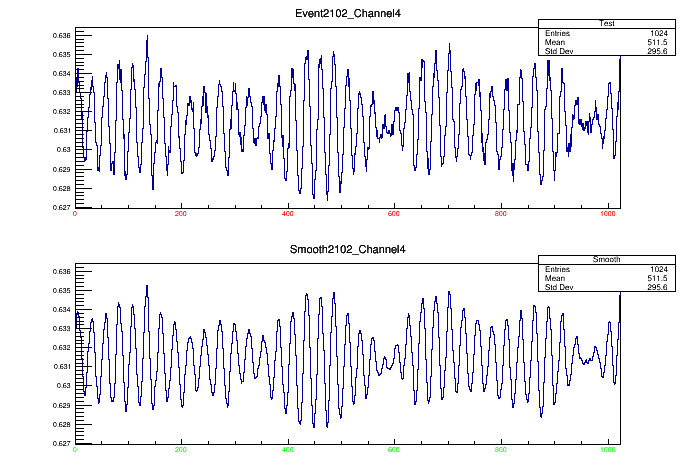 Event2102_Channel4
Test
Entries 1024
Mean 511.5
Std Dev 295.6
0.636
0.635
0.634
0.633
0.632
0.631
0.63
0.629
0.628
0.627
0 200 400 600 800 1000
Smooth2102_Channel4
Smooth
Entries 1024
Mean 511.5
Std Dev 295.6
0.636
0.635
0.634
0.633
0.632
0.631
0.63
0.629
0.628
0.627
0 200 400 600 800 1000